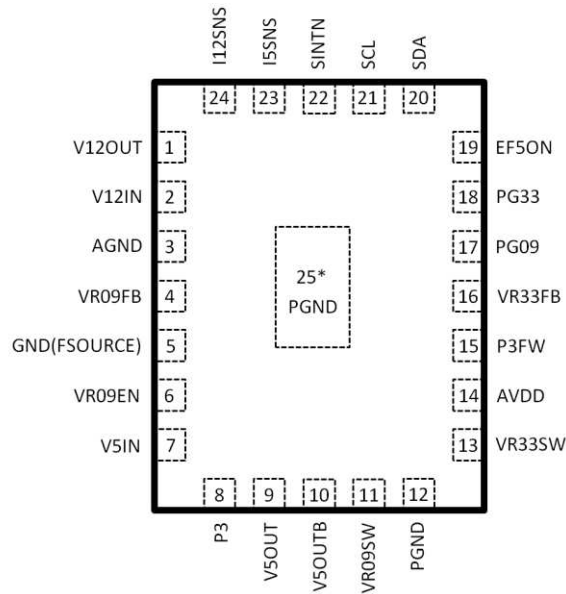 I12SNS
I5SNS
SINTN
SCL
SDA
24
23
22
21
20
V12OUT 1
19 EF5ON
V12IN 2
18 PG33
AGND 3
17 PG09
25*
PGND
VR09FB 4
16 VR33FB
GND(FSOURCE) 5
15 P3FW
VR09EN 6
14 AVDD
V5IN 7
13 VR33SW
8
9
10
11
12
P3
V5OUT
V5OUTB
VR09SW
PGND